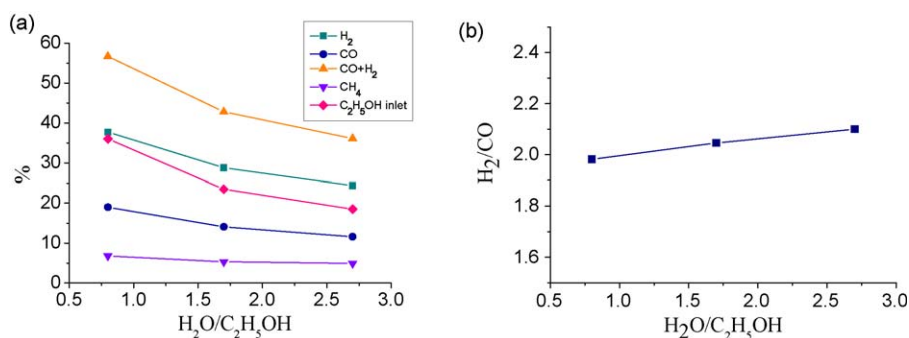 (a)
60
50
40
30
20
10
0
%
0.5 1.0 1.5 2.0 2.5 3.0
H₂O/C₂H₅OH
H₂
CO
CO+H₂
CH₄
C₂H₅OH inlet
(b)
2.4
2.2
2.0
1.8
1.6
H₂/CO
0.5 1.0 1.5 2.0 2.5 3.0
H₂O/C₂H₅OH